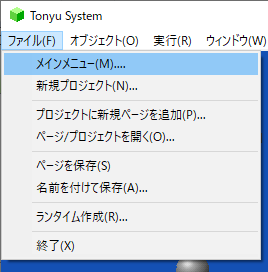 Tonyu System
ファイル(F) オブジェクト(O) 実行(R) ウィンドウ(W)
メインメニュー(M)....
新規プロジェクト(N)...
プロジェクトに新規ページを追加(P)...
ページ/プロジェクトを開く(O)...
ページを保存(S)
名前を付けて保存(A)...
ランタイム作成(R)...
終了(X)